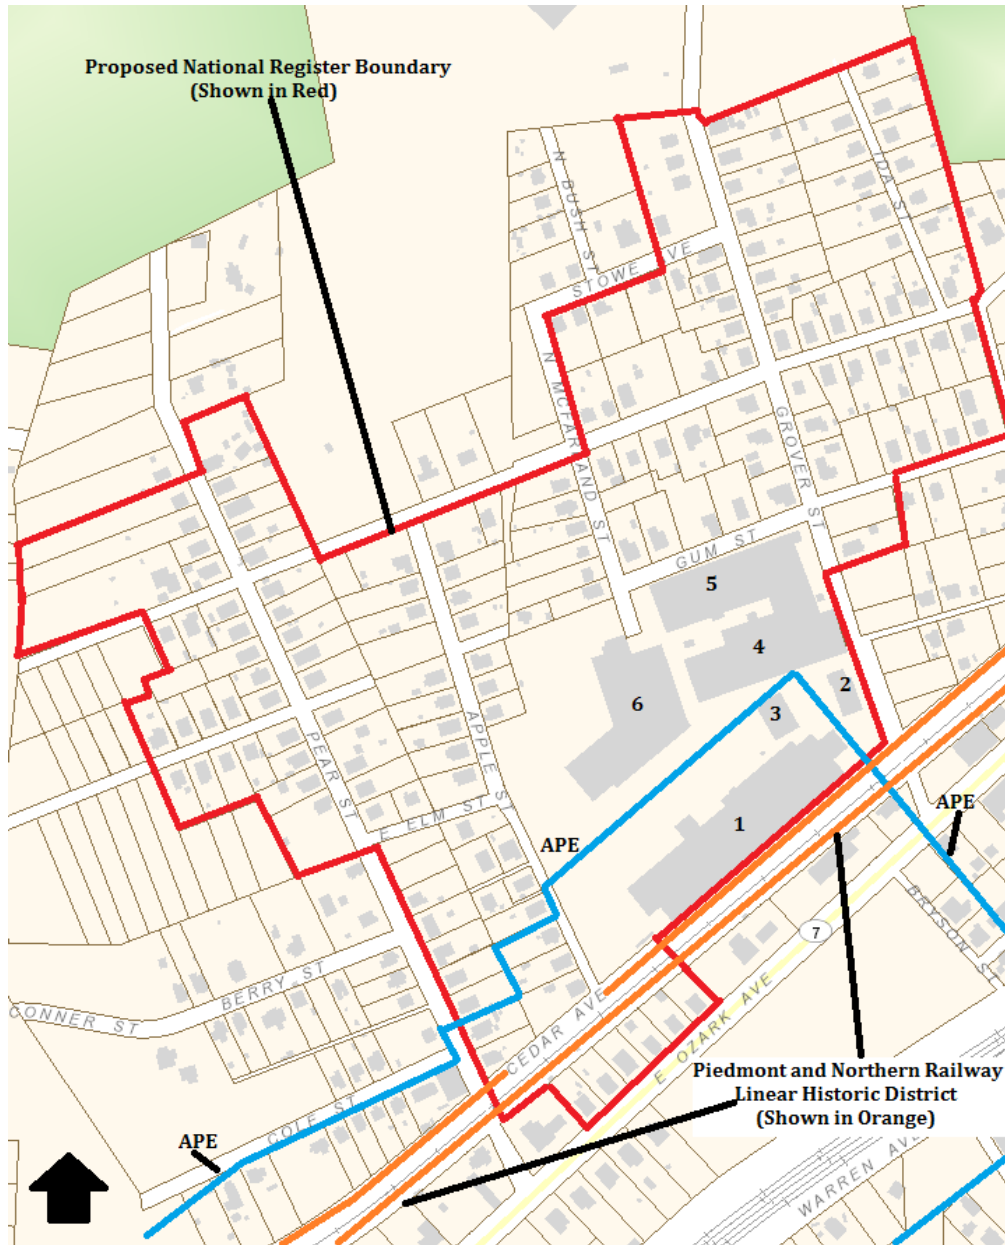 Proposed National Register Boundary
(Shown in Red)
N BUSH ST
IDA ST
STOWE AVE
N MCFARLAND ST
GROVER ST
GUM ST
5
4
6
3
2
1
PEAR ST
APPLE ST
E ELM ST
APE
APE
7
BRYSON ST
BERRY ST
CONNER ST
CEDAR AVE
E OZARK AVE
Piedmont and Northern Railway
Linear Historic District
(Shown in Orange)
COLE ST
APE
WARREN AVE